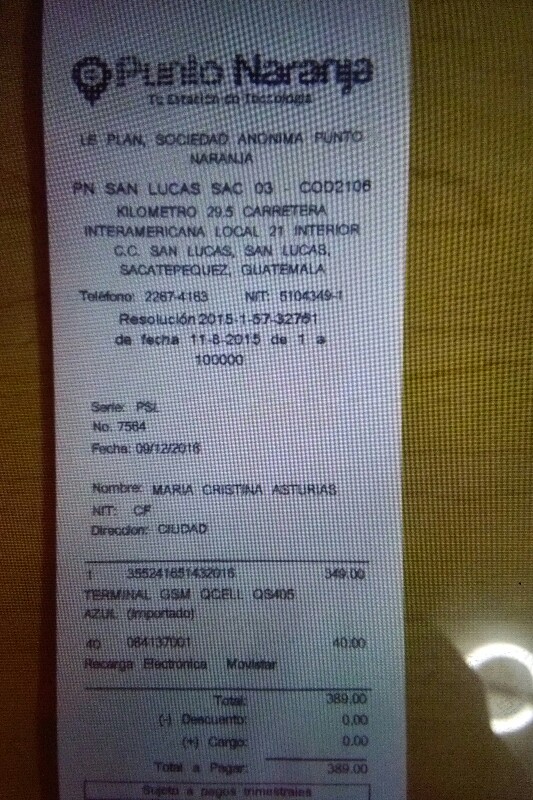 Punto Naranja
Tu Estación de Tecnología
LE PLAN, SOCIEDAD ANONIMA PUNTO
NARANJA
PN SAN LUCAS SAC 03 - COD2106
KILOMETRO 29.5 CARRETERA
INTERAMERICANA LOCAL 21 INTERIOR
C.C. SAN LUCAS, SAN LUCAS,
SACATEPEQUEZ, GUATEMALA
Teléfono: 2267-4163 NIT: 5104349-1
Resolución 2015-1-57-32761
de fecha 11-8-2015 de 1 a
100000
Serie: PSL
No. 7564
Fecha: 09/12/2016
Nombre: MARIA CRISTINA ASTURIAS
NIT: CF
Direccion: CIUDAD
1 355241651432016 349.00
TERMINAL GSM QCELL QS405
AZUL (Importado)
40 084137001 40.00
Recarga Electronica Movistar
Total: 389.00
(-) Descuento: 0.00
(+) Cargo: 0.00
Total a Pagar: 389.00
Sujeto a pagos trimestrales